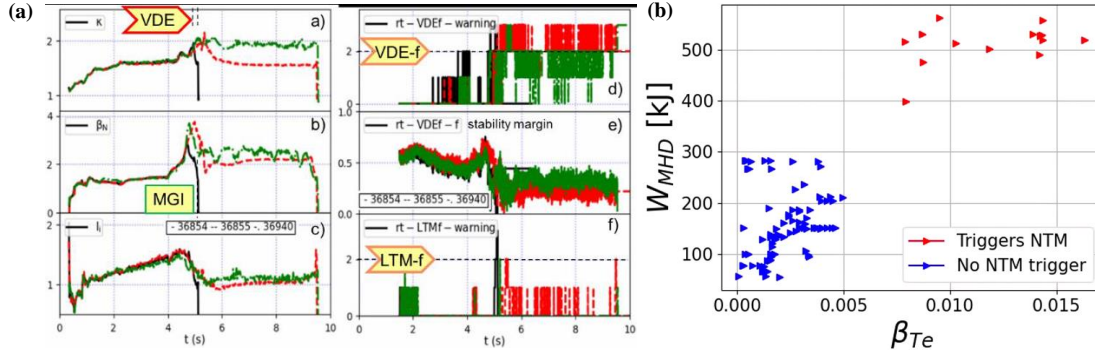 (a)
VDE
a)
κ
2
1
b)
4
βN
2
0
MGI
- 36854 -- 36855 -. 36940
c)
2
li
1
0 2 4 6 8 10
t (s)
rt-VDEf-warning
VDE-f
2
0
d)
1.0
rt-VDEf-f stability margin
e)
0.5
- 36854 -- 36855 -. 36940
0.0
rt-LTMf-warning
f)
LTM-f
2
0
0 2 4 6 8 10
t (s)
(b)
W_MHD [kJ]
500
400
300
200
100
Triggers NTM
No NTM trigger
0.000 0.005 0.010 0.015
β_Te